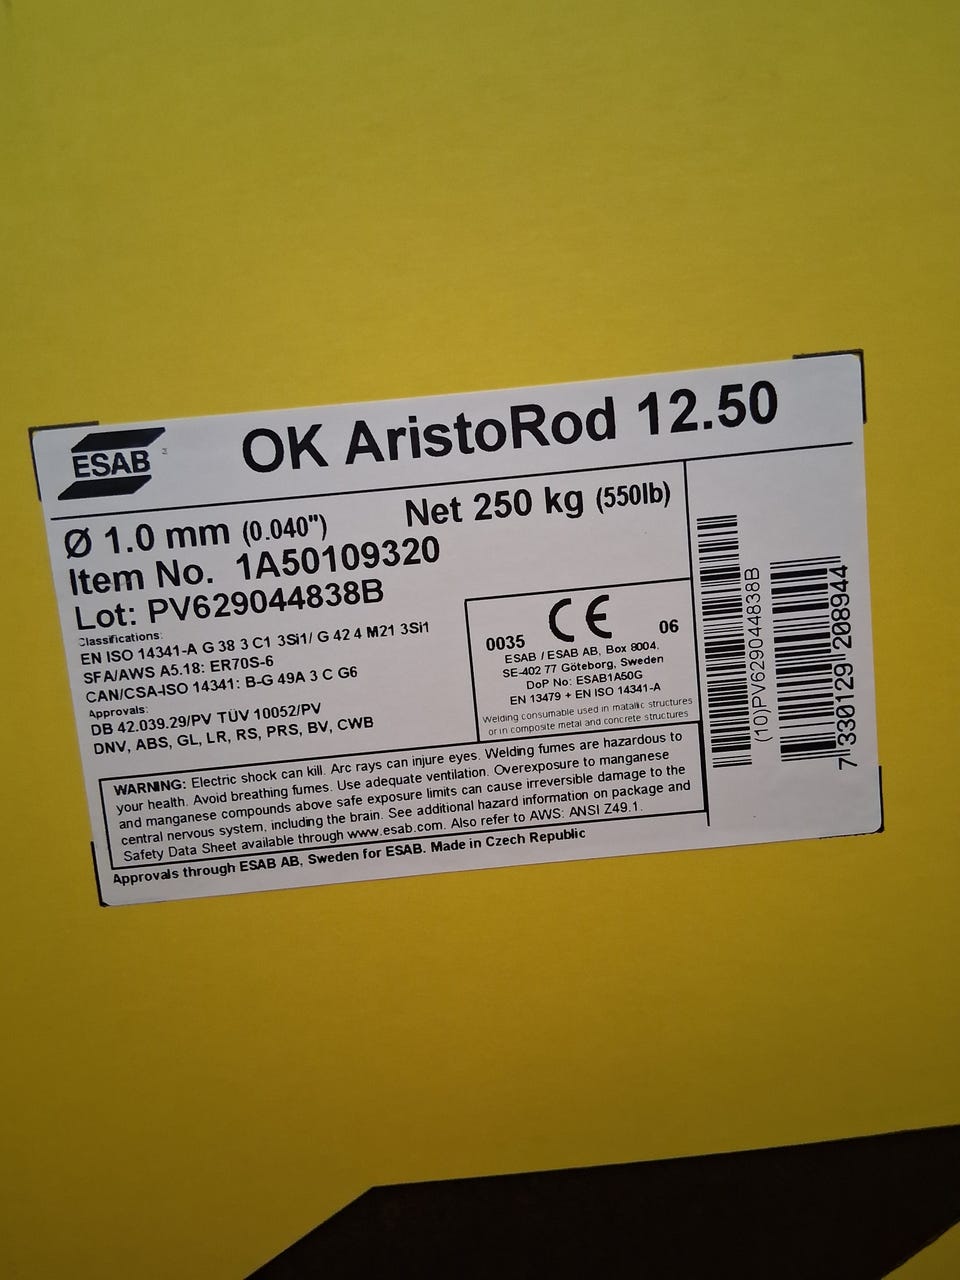 ESAB
OK AristoRod 12.50
Ø 1.0 mm (0.040") Net 250 kg (550lb)
Item No. 1A50109320
Lot: PV629044838B
Classifications:
EN ISO 14341-A G 38 3 C1 3Si1/ G 42 4 M21 3Si1
SFA/AWS A5.18: ER70S-6
CAN/CSA-ISO 14341: B-G 49A 3 C G6
Approvals:
DB 42.039.29/PV TÜV 10052/PV
DNV, ABS, GL, LR, RS, PRS, BV, CWB
CE
0035 06
ESAB / ESAB AB, Box 8004,
SE-402 77 Göteborg, Sweden
DoP No: ESAB1A50G
EN 13479 + EN ISO 14341-A
Welding consumable used in matallic structures
or in composite metal and concrete structures
WARNING: Electric shock can kill. Arc rays can injure eyes. Welding fumes are hazardous to
your health. Avoid breathing fumes. Use adequate ventilation. Overexposure to manganese
and manganese compounds above safe exposure limits can cause irreversible damage to the
central nervous system, including the brain. See additional hazard information on package and
Safety Data Sheet available through www.esab.com. Also refer to AWS: ANSI Z49.1.
Approvals through ESAB AB, Sweden for ESAB. Made in Czech Republic
(10)PV629044838B
7 330129 208944